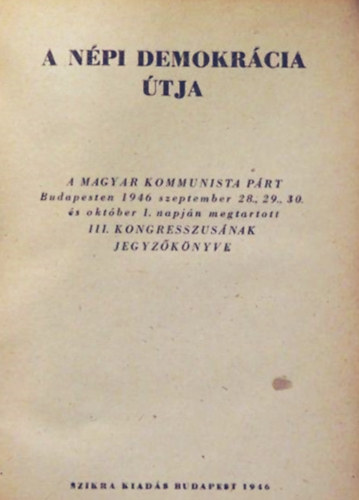 A NÉPI DEMOKRÁCIA
ÚTJA
A MAGYAR KOMMUNISTA PÁRT
Budapesten 1946 szeptember 28., 29., 30.
és október 1. napján megtartott
III. KONGRESSZUSÁNAK
JEGYZŐKÖNYVE
SZIKRA KIADÁS BUDAPEST 1946